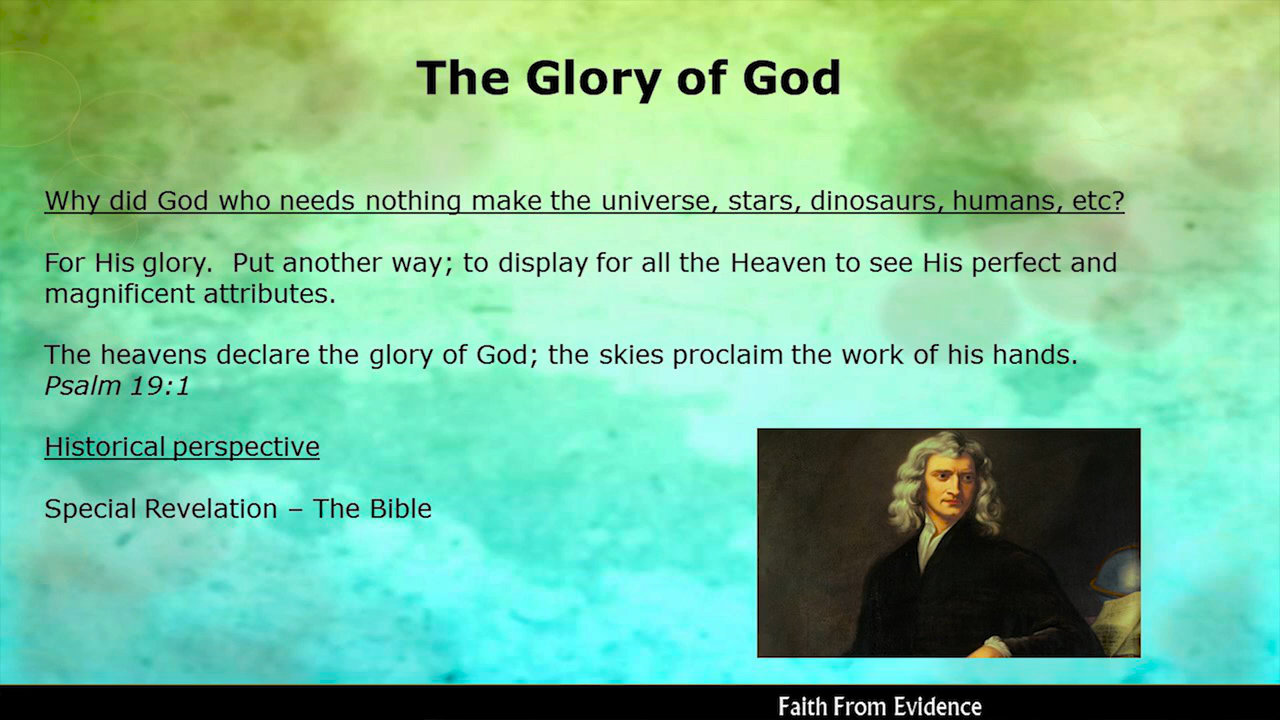 The Glory of God
Why did God who needs nothing make the universe, stars, dinosaurs, humans, etc?
For His glory.  Put another way; to display for all the Heaven to see His perfect and
magnificent attributes.
The heavens declare the glory of God; the skies proclaim the work of his hands.
Psalm 19:1
Historical perspective
Special Revelation – The Bible
Faith From Evidence